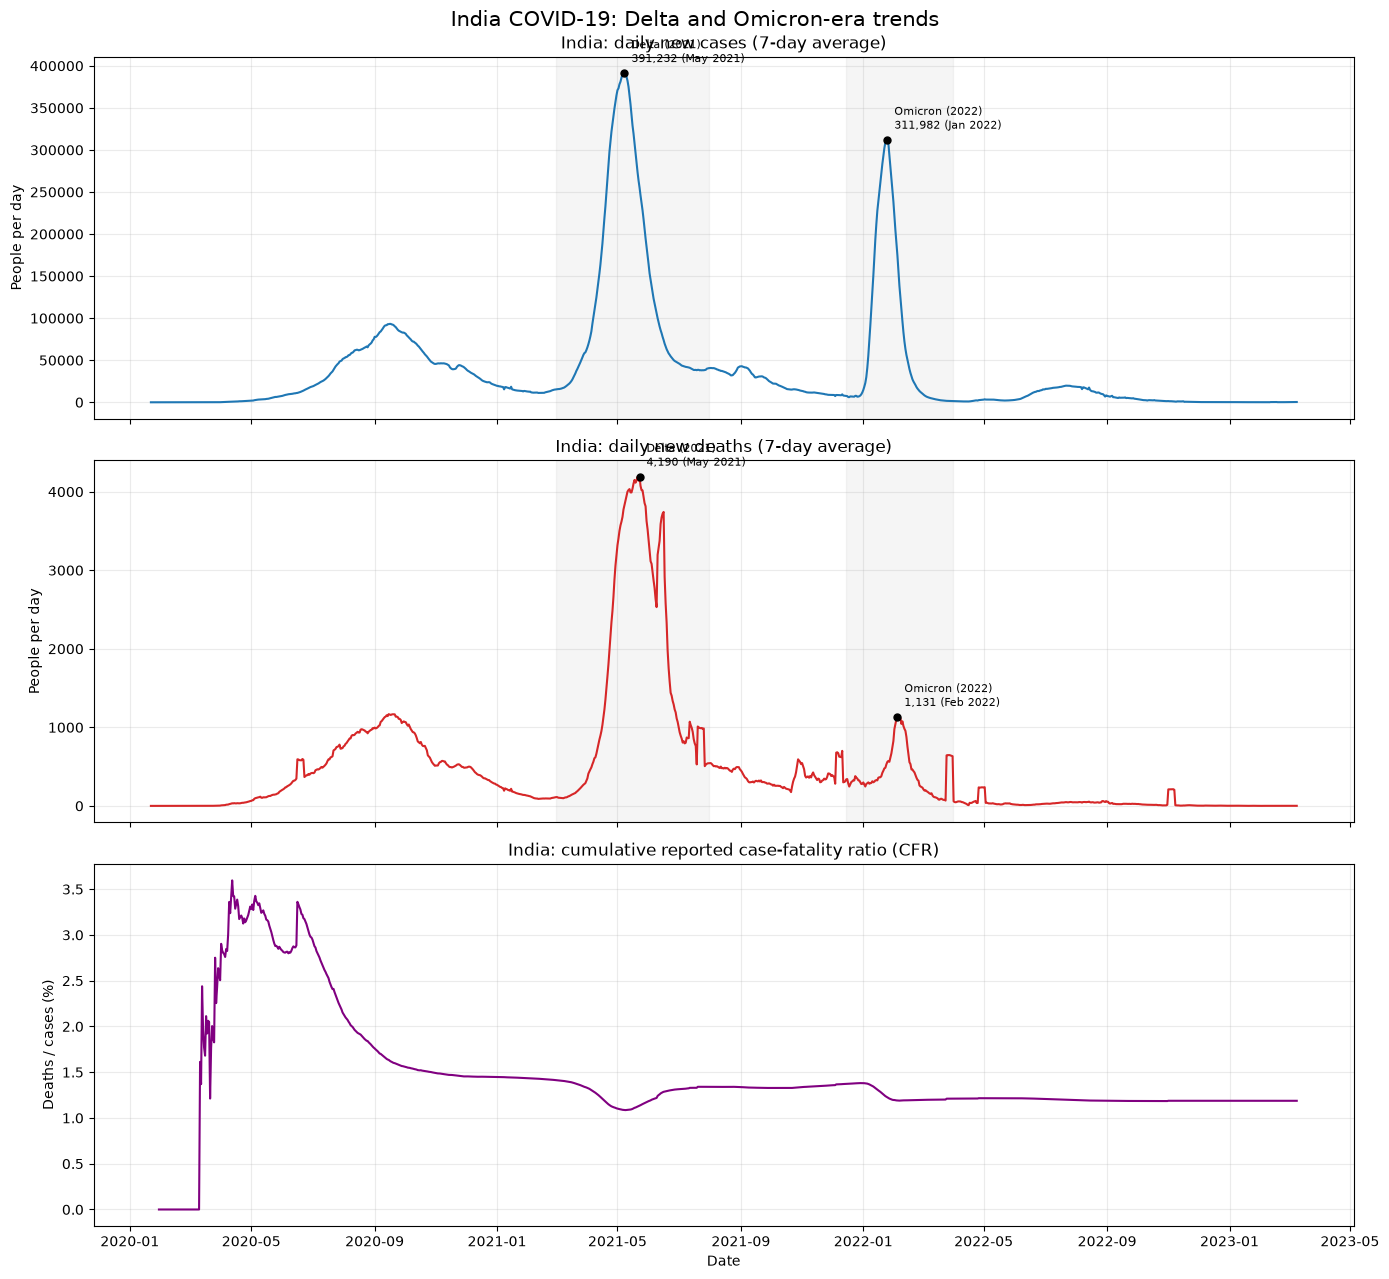 India COVID-19: Delta and Omicron-era trends
India: daily new cases (7-day average)
Delta (2021)
391,232 (May 2021)
Omicron (2022)
311,982 (Jan 2022)
People per day
400000
350000
300000
250000
200000
150000
100000
50000
0
India: daily new deaths (7-day average)
Delta (2021)
4,190 (May 2021)
Omicron (2022)
1,131 (Feb 2022)
People per day
4000
3000
2000
1000
0
India: cumulative reported case-fatality ratio (CFR)
Deaths / cases (%)
3.5
3.0
2.5
2.0
1.5
1.0
0.5
0.0
2020-01
2020-05
2020-09
2021-01
2021-05
2021-09
2022-01
2022-05
2022-09
2023-01
2023-05
Date